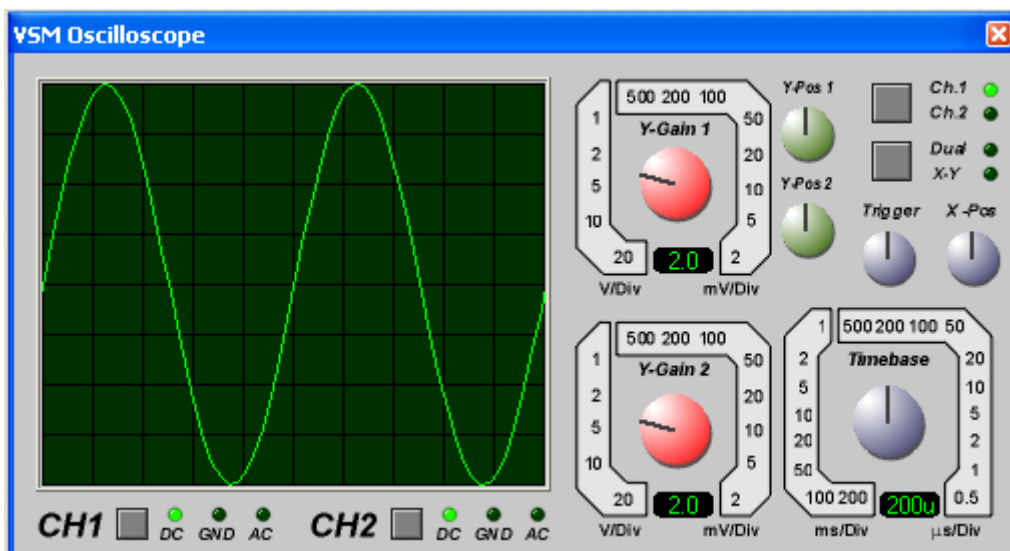 VSM Oscilloscope
500 200 100
1
2
5
10
20
Y-Gain 1
50
20
10
5
2
2.0
V/Div
mV/Div
Y-Pos 1
Y-Pos 2
Ch.1
Ch.2
Dual
X-Y
Trigger
X -Pos
500 200 100
1
2
5
10
20
Y-Gain 2
50
20
10
5
2
2.0
V/Div
mV/Div
1
2
5
10
20
50
100 200
500 200 100 50
Timebase
20
10
5
2
1
0.5
200u
ms/Div
µs/Div
CH1
DC
GND
AC
CH2
DC
GND
AC